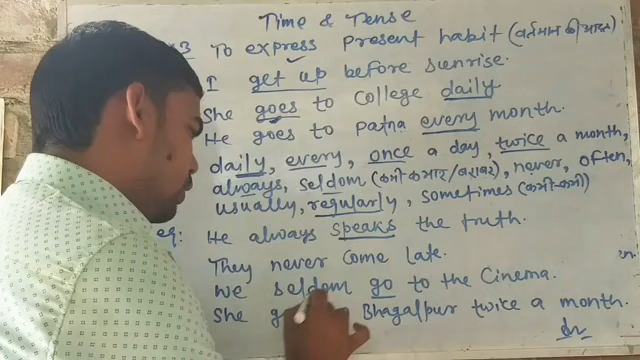 Time & Tense
3 To express present habit (वर्तमान की आदत)
I get up before sunrise.
She goes to College daily.
He goes to patna every month.
daily, every, once a day, twice a month,
always, seldom (कभी-कभार/बराबर), never, often,
usually, regularly, sometimes (कभी-कभी)
eg: He always speaks the truth.
They never come late.
We seldom go to the Cinema.
She Bhagalpur twice a month.